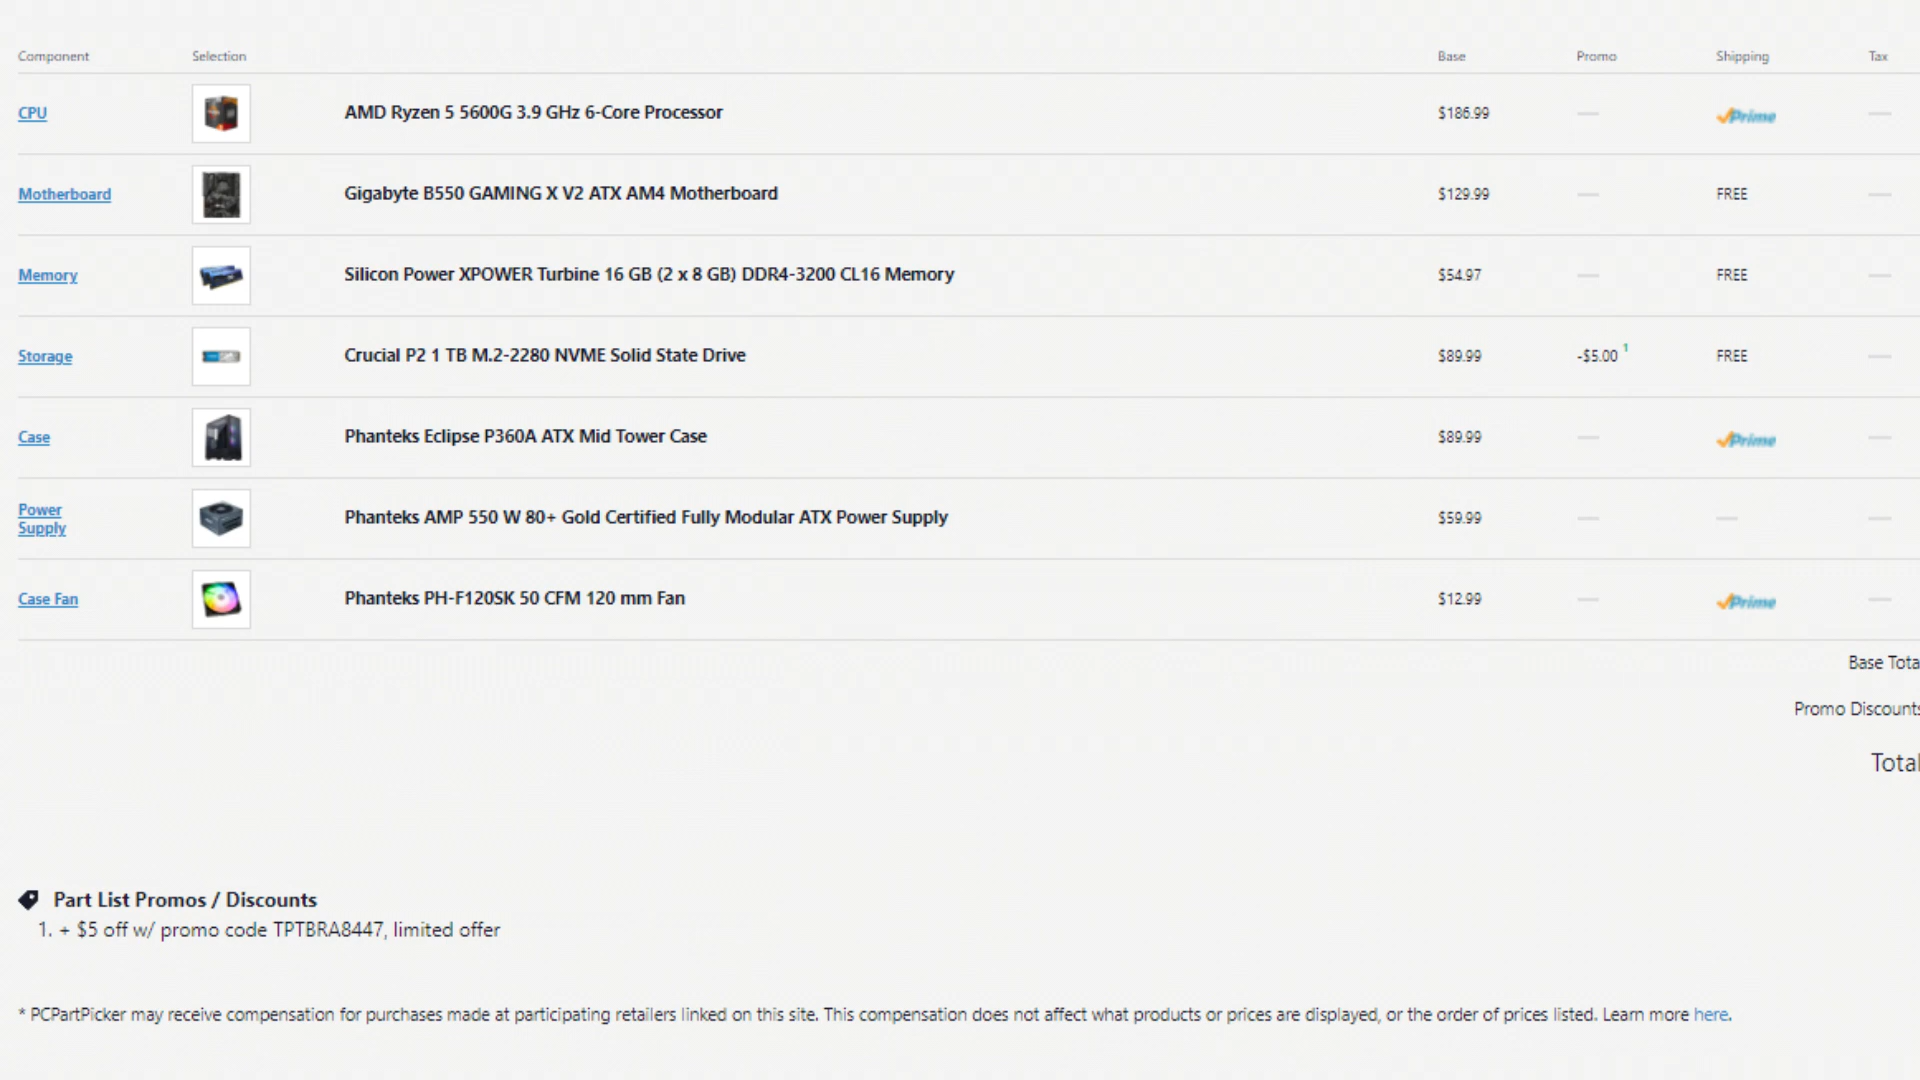 Component Selection Base Promo Shipping Tax
CPU AMD Ryzen 5 5600G 3.9 GHz 6-Core Processor $186.99 — Prime —
Motherboard Gigabyte B550 GAMING X V2 ATX AM4 Motherboard $129.99 — FREE —
Memory Silicon Power XPOWER Turbine 16 GB (2 x 8 GB) DDR4-3200 CL16 Memory $54.97 — FREE —
Storage Crucial P2 1 TB M.2-2280 NVME Solid State Drive $89.99 -$5.00 1 FREE —
Case Phanteks Eclipse P360A ATX Mid Tower Case $89.99 — Prime —
Power
Supply Phanteks AMP 550 W 80+ Gold Certified Fully Modular ATX Power Supply $59.99 — — —
Case Fan Phanteks PH-F120SK 50 CFM 120 mm Fan $12.99 — Prime —
Base Tota
Promo Discounts
Total
Part List Promos / Discounts
1. + $5 off w/ promo code TPTBRA8447, limited offer
* PCPartPicker may receive compensation for purchases made at participating retailers linked on this site. This compensation does not affect what products or prices are displayed, or the order of prices listed. Learn more here.